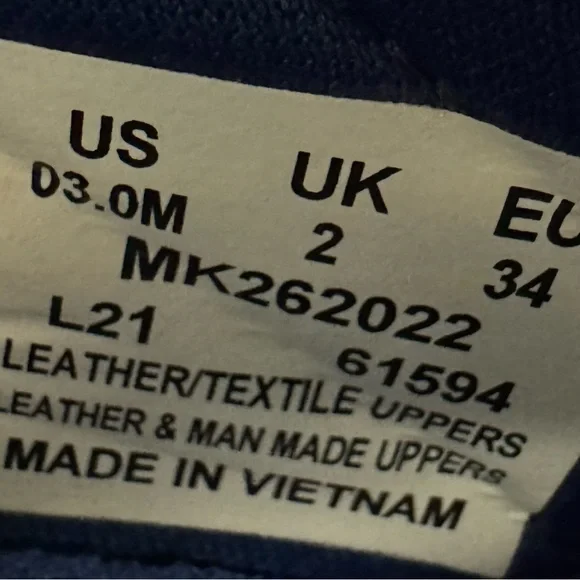 US UK EU
03.0M 2 34
MK262022
L21 61594
LEATHER/TEXTILE UPPERS
LEATHER & MAN MADE UPPERS
MADE IN VIETNAM